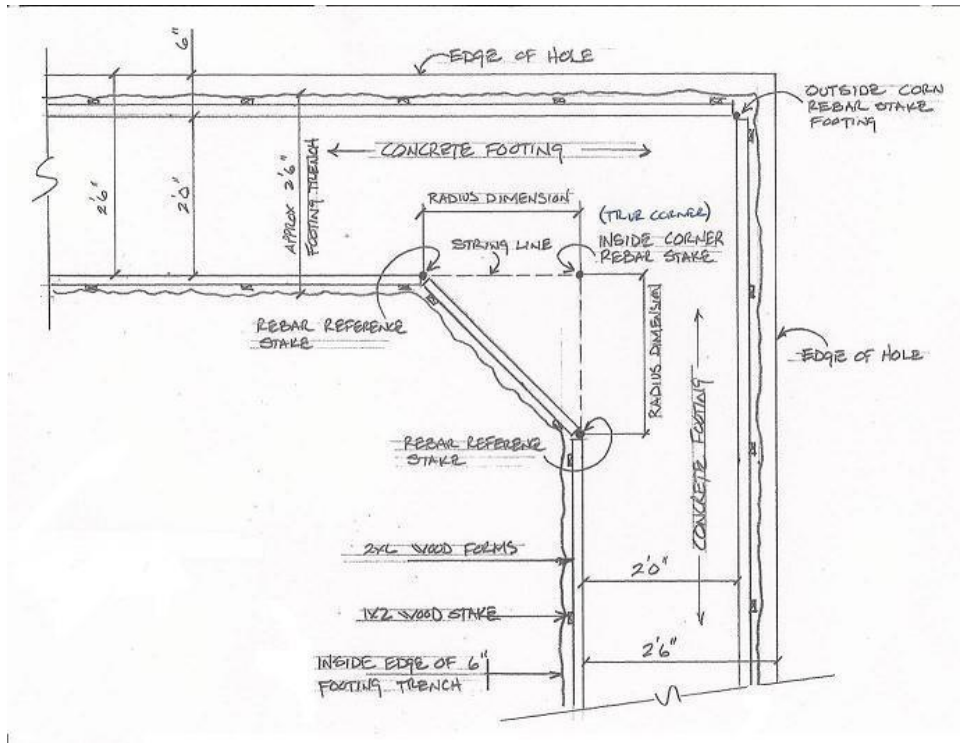 6"
EDGE OF HOLE
OUTSIDE CORN
REBAR STAKE
FOOTING
CONCRETE FOOTING
2'6"
2'0"
APPROX 2'6"
FOOTING TRENCH
RADIUS DIMENSION
(TRUE CORNER)
INSIDE CORNER
REBAR STAKE
STRING LINE
REBAR REFERENCE
STAKE
RADIUS DIMENSION
EDGE OF HOLE
REBAR REFERENCE
STAKE
CONCRETE FOOTING
2X6 WOOD FORMS
2'0"
1X2 WOOD STAKE
INSIDE EDGE OF 6"
FOOTING TRENCH
2'6"